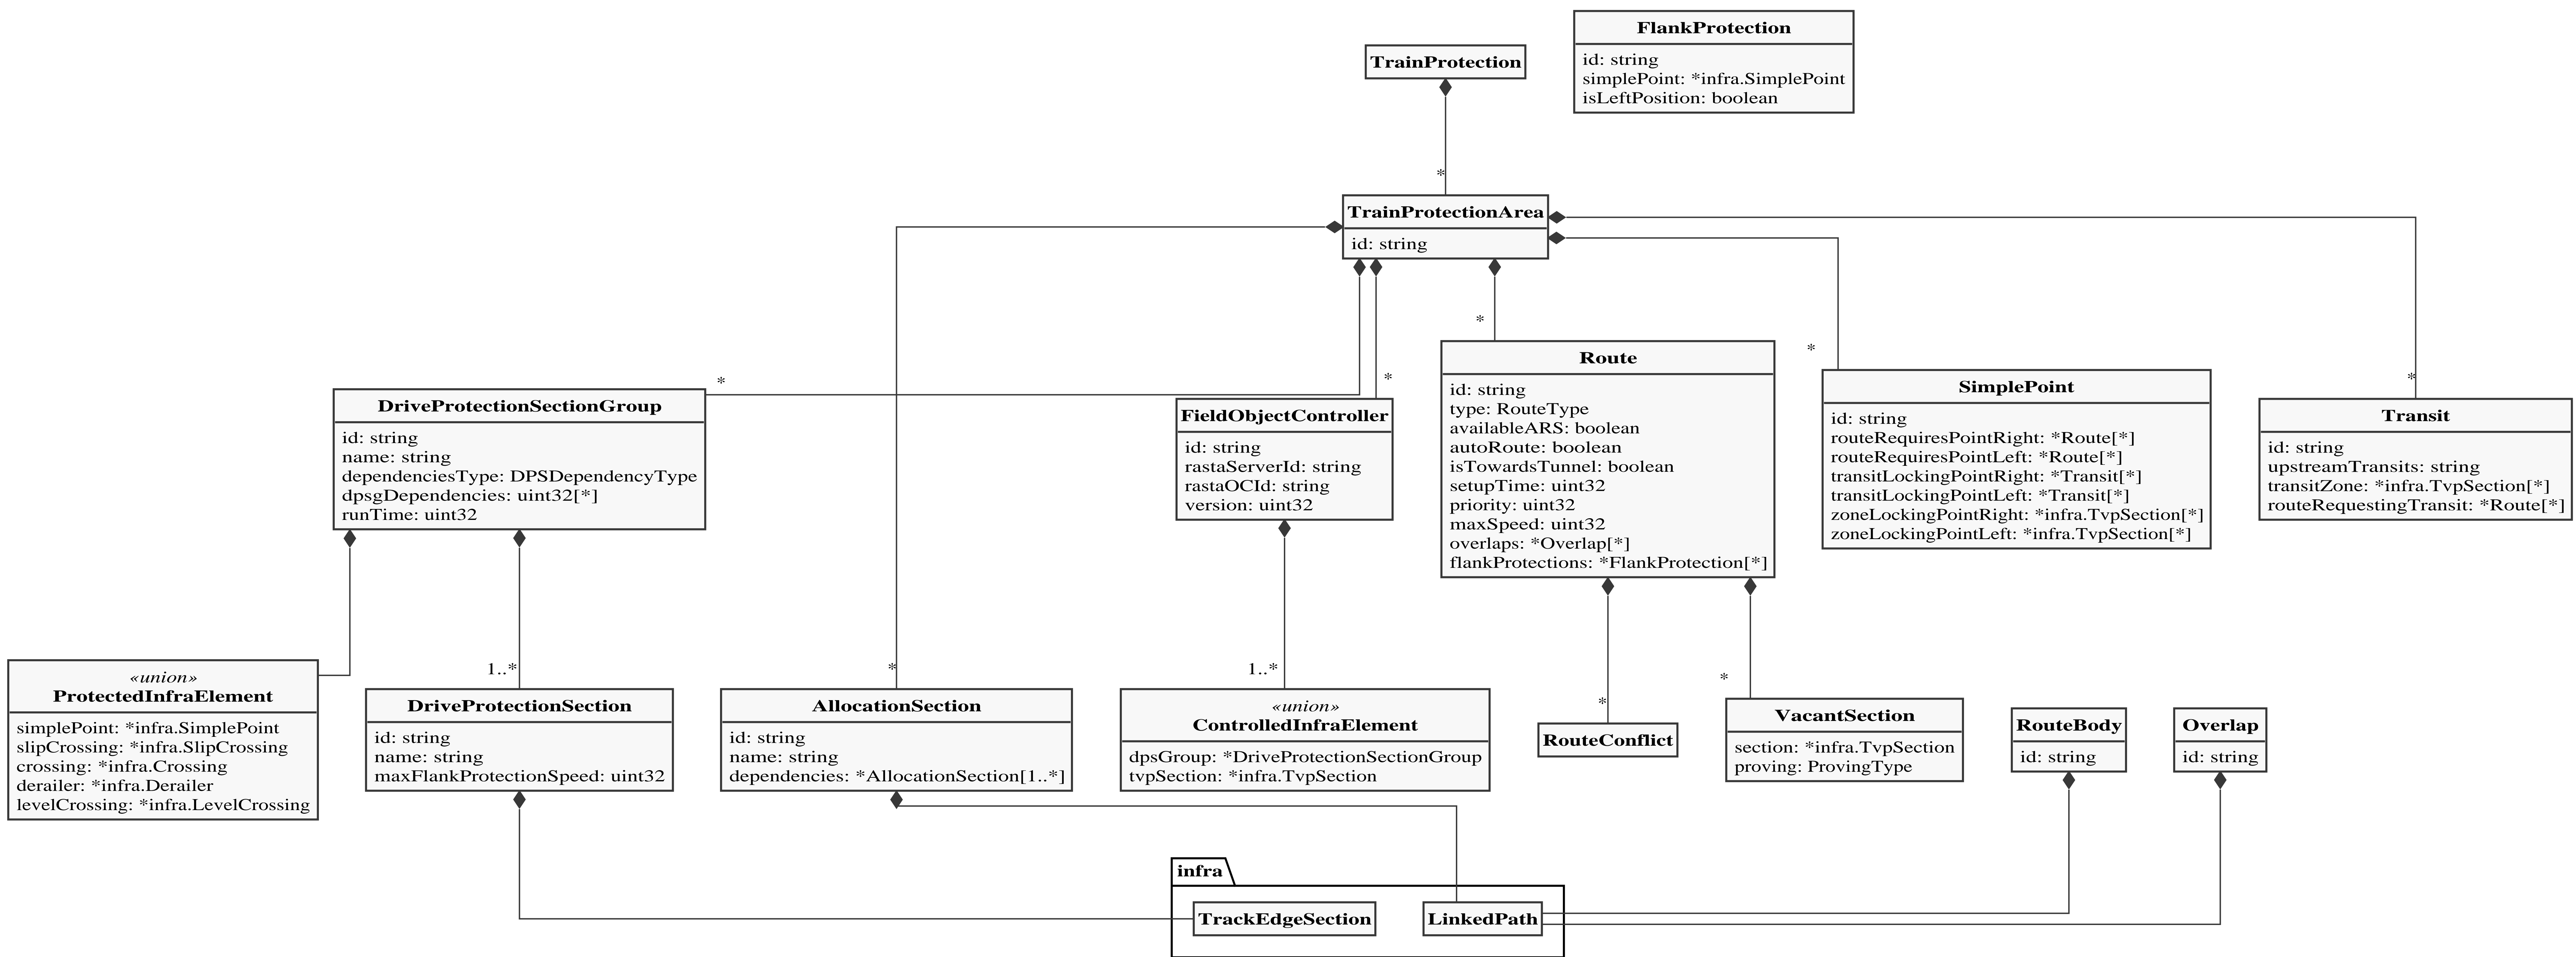 FlankProtection
id: string
simplePoint: *infra.SimplePoint
isLeftPosition: boolean
TrainProtection
*
TrainProtectionArea
id: string
*
*
*
*
*
*
DriveProtectionSectionGroup
id: string
name: string
dependenciesType: DPSDependencyType
dpsgDependencies: uint32[*]
runTime: uint32
FieldObjectController
id: string
rastaServerId: string
rastaOCId: string
version: uint32
Route
id: string
type: RouteType
availableARS: boolean
autoRoute: boolean
isTowardsTunnel: boolean
setupTime: uint32
priority: uint32
maxSpeed: uint32
overlaps: *Overlap[*]
flankProtections: *FlankProtection[*]
SimplePoint
id: string
routeRequiresPointRight: *Route[*]
routeRequiresPointLeft: *Route[*]
transitLockingPointRight: *Transit[*]
transitLockingPointLeft: *Transit[*]
zoneLockingPointRight: *infra.TvpSection[*]
zoneLockingPointLeft: *infra.TvpSection[*]
Transit
id: string
upstreamTransits: string
transitZone: *infra.TvpSection[*]
routeRequestingTransit: *Route[*]
1..*
1..*
*
*
«union»
ProtectedInfraElement
simplePoint: *infra.SimplePoint
slipCrossing: *infra.SlipCrossing
crossing: *infra.Crossing
derailer: *infra.Derailer
levelCrossing: *infra.LevelCrossing
DriveProtectionSection
id: string
name: string
maxFlankProtectionSpeed: uint32
AllocationSection
id: string
name: string
dependencies: *AllocationSection[1..*]
«union»
ControlledInfraElement
dpsGroup: *DriveProtectionSectionGroup
tvpSection: *infra.TvpSection
RouteConflict
VacantSection
section: *infra.TvpSection
proving: ProvingType
RouteBody
id: string
Overlap
id: string
infra
TrackEdgeSection
LinkedPath